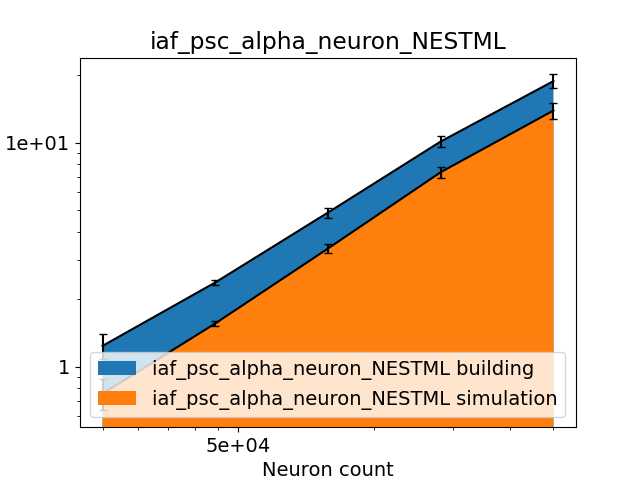 iaf_psc_alpha_neuron_NESTML
1e+01
1
iaf_psc_alpha_neuron_NESTML building
iaf_psc_alpha_neuron_NESTML simulation
5e+04
Neuron count